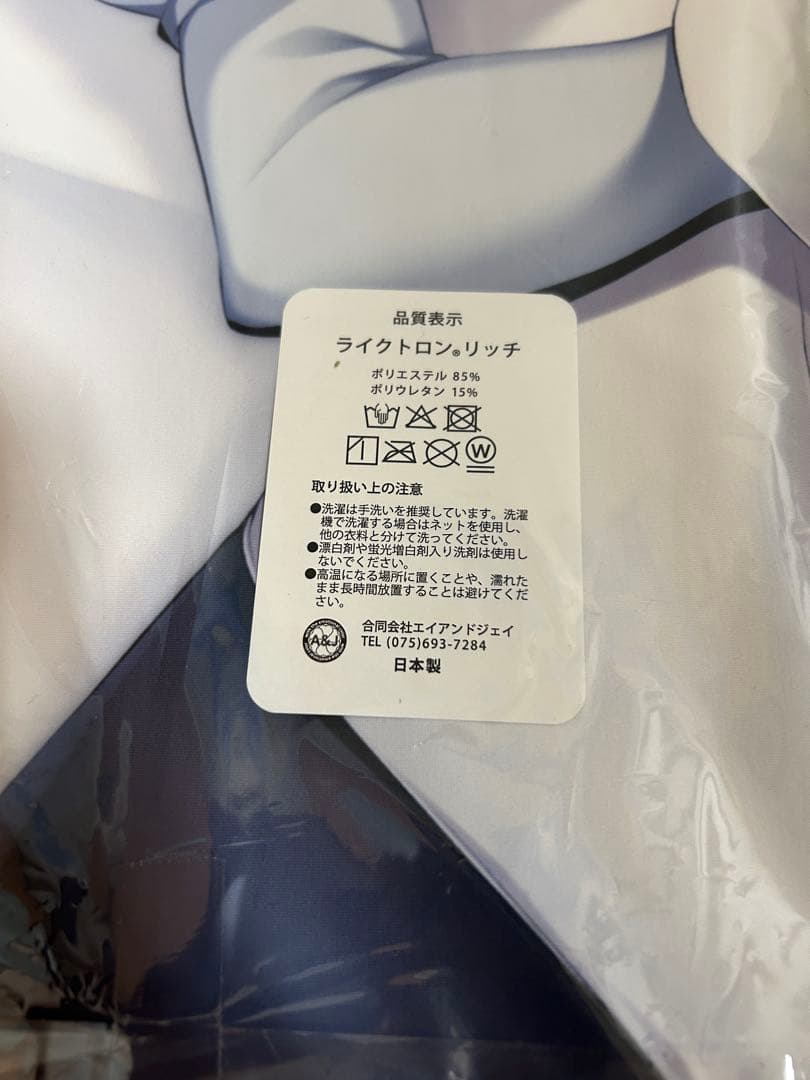 品質表示
ライクトロン®リッチ
ポリエステル 85%
ポリウレタン 15%
W
取り扱い上の注意
●洗濯は手洗いを推奨しています。洗濯
機で洗濯する場合はネットを使用し、
他の衣料と分けて洗ってください。
●漂白剤や蛍光増白剤入り洗剤は使用し
ないでください。
●高温になる場所に置くことや、濡れた
まま長時間放置することは避けてくだ
さい。
A&J
合同会社エイアンドジェイ
TEL (075)693-7284
日本製